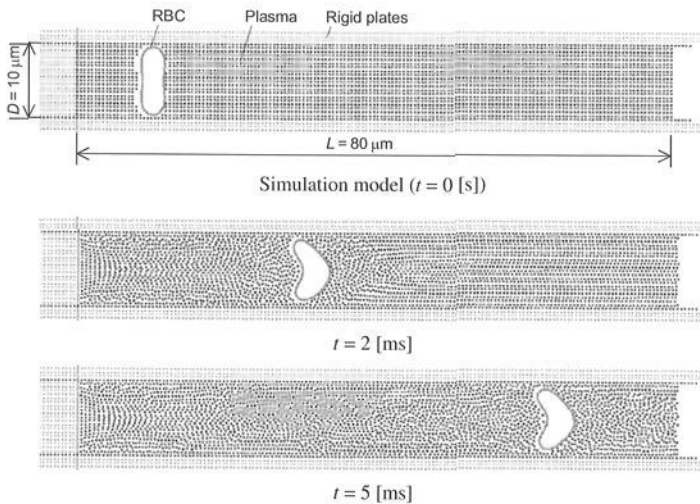 RBC Plasma Rigid plates
D = 10 μm
L = 80 μm
Simulation model (t = 0 [s])
t = 2 [ms]
t = 5 [ms]